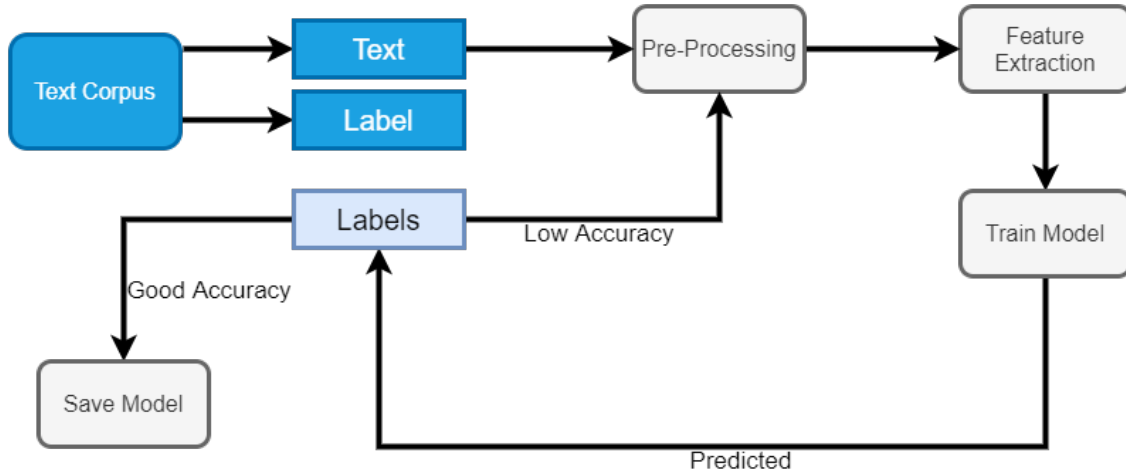 Text Corpus
Text
Label
Pre-Processing
Feature
Extraction
Labels
Low Accuracy
Train Model
Good Accuracy
Save Model
Predicted